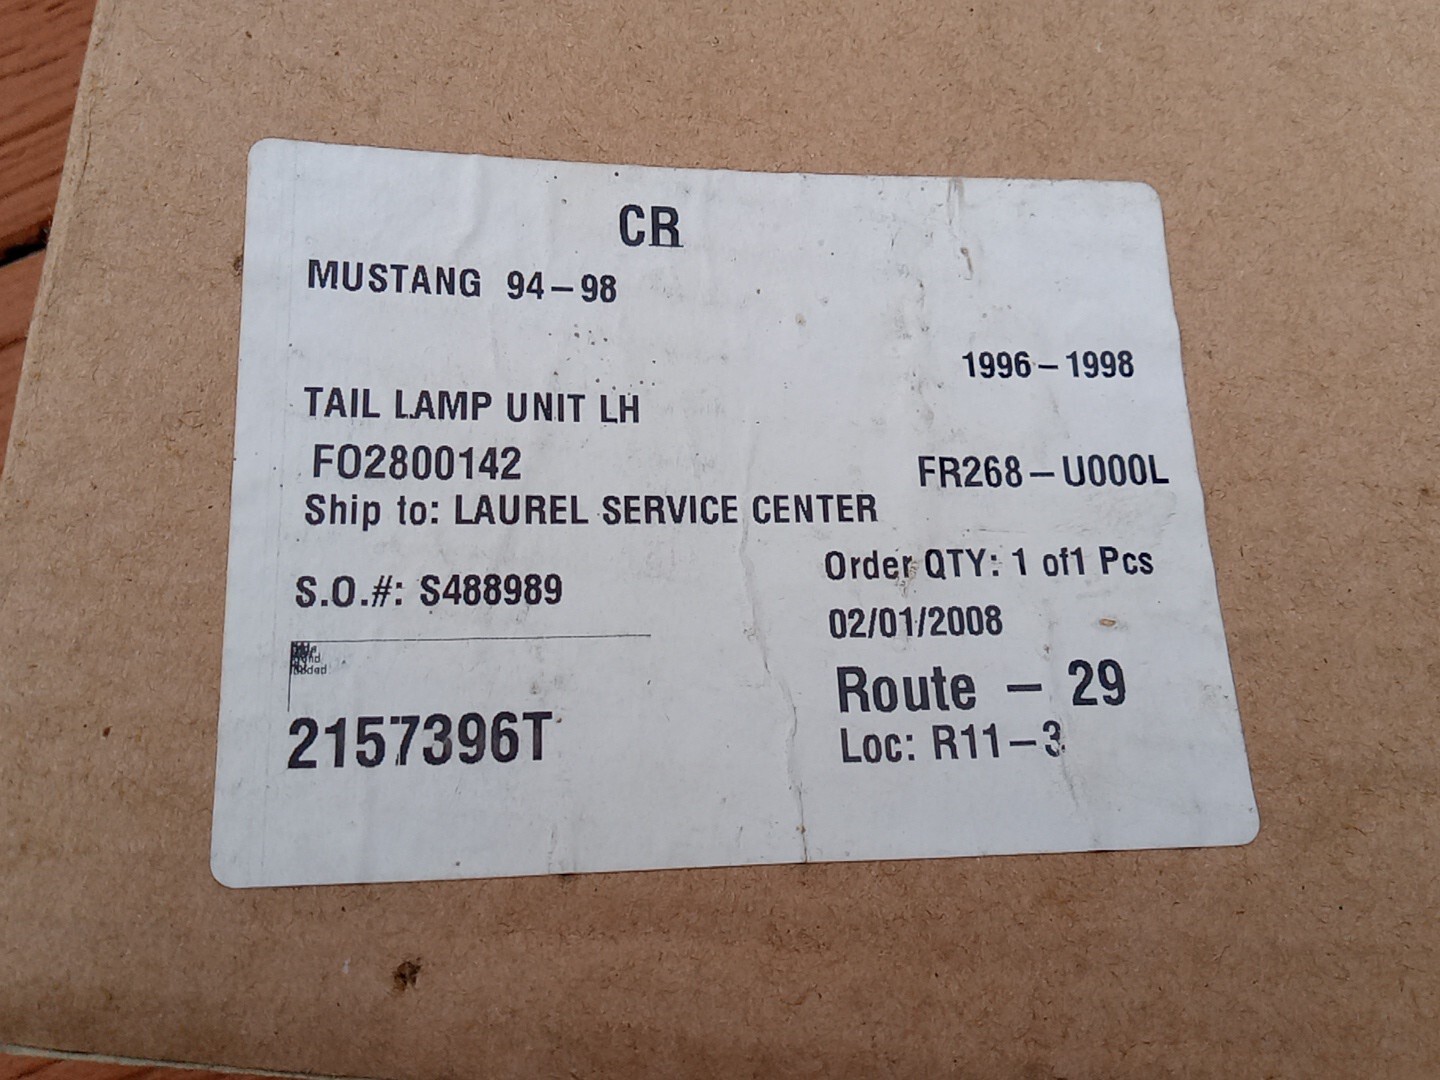 CR
MUSTANG 94-98
1996-1998
TAIL LAMP UNIT LH
FO2800142
FR268-U000L
Ship to: LAUREL SERVICE CENTER
Order QTY: 1 of1 Pcs
S.O.#: S488989
02/01/2008
Route - 29
2157396T
Loc: R11-3